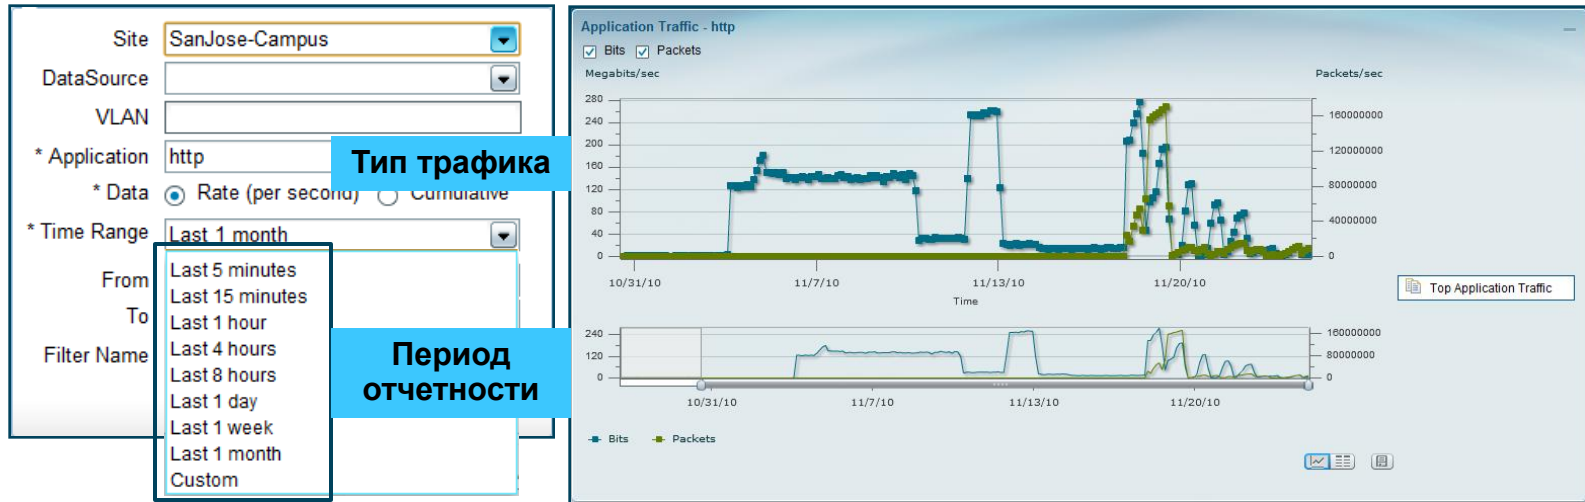 Site SanJose-Campus
DataSource
VLAN
* Application http
Тип трафика
* Data Rate (per second) Cumulative
* Time Range Last 1 month
Last 5 minutes
Last 15 minutes
Last 1 hour
Last 4 hours
Last 8 hours
Last 1 day
Last 1 week
Last 1 month
Custom
From
To
Filter Name
Период
отчетности
Application Traffic - http
Bits Packets
Megabits/sec Packets/sec
280
240
200
160
120
80
40
0
160000000
120000000
80000000
40000000
0
10/31/10 11/7/10 11/13/10 11/20/10
Time
Top Application Traffic
240
120
0
160000000
80000000
0
10/31/10 11/7/10 11/13/10 11/20/10
Bits Packets